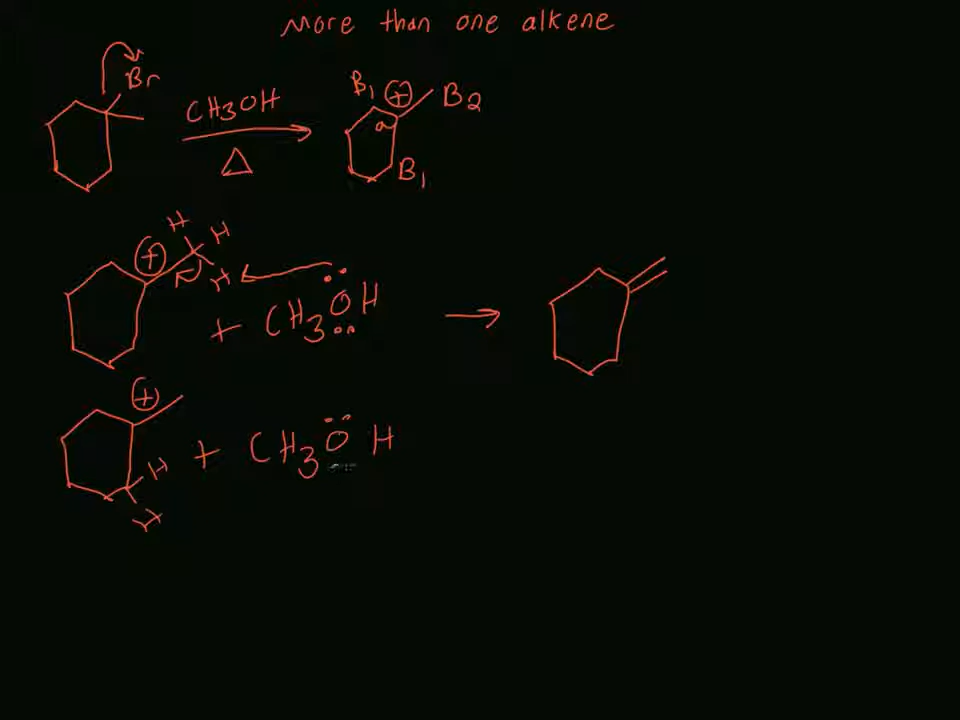 More than one alkene
Br
CH3OH
△
B1 ⊕ B2
a
B1
⊕ H H
H
+ CH3OH
⊕
H + CH3OH
H